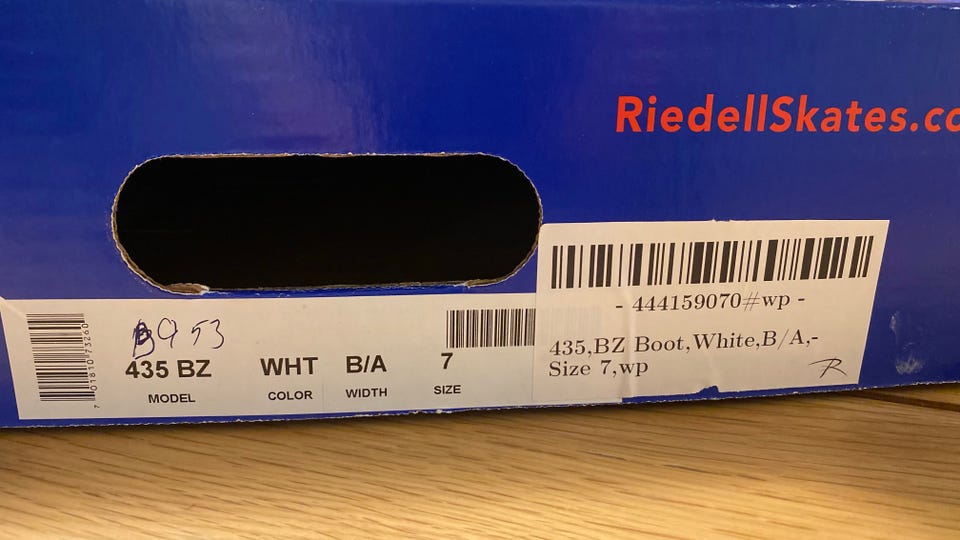 RiedellSkates.co
- 444159070#wp -
435,BZ Boot,White,B/A,-
Size 7,wp
R
B953
435 BZ WHT B/A 7
MODEL COLOR WIDTH SIZE